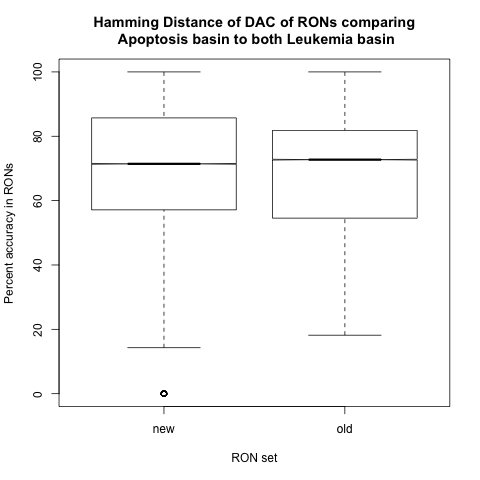 Hamming Distance of DAC of RONs comparing
Apoptosis basin to both Leukemia basin
Percent accuracy in RONs
100
80
60
40
20
0
new
old
RON set